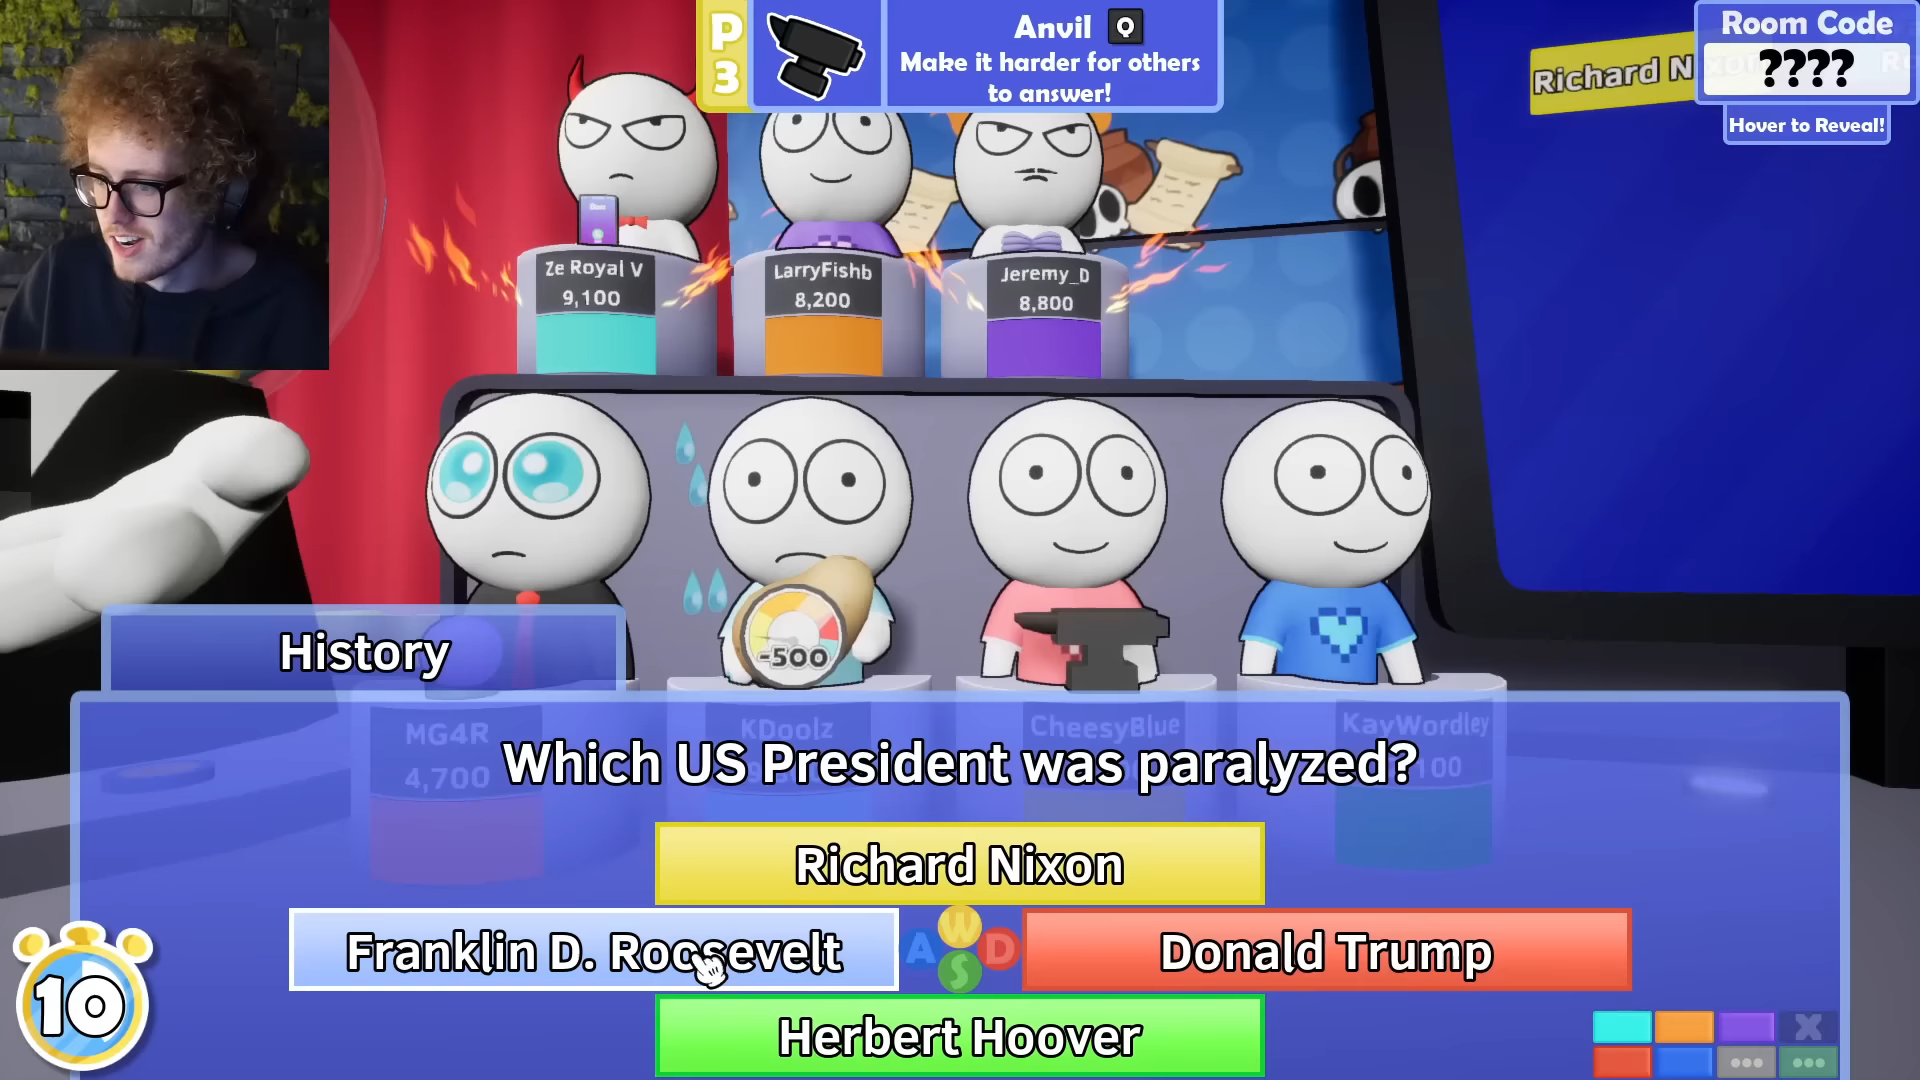 P
3
Anvil Q
Make it harder for others
to answer!
Room Code
????
Hover to Reveal!
Richard
Ze Royal V
9,100
LarryFishb
8,200
Jeremy_D
8,800
-500
History
MG4R
4,700
KDoolz
CheesyBlue
KayWordley
100
Which US President was paralyzed?
Richard Nixon
Franklin D. Roosevelt
Donald Trump
A W D S
Herbert Hoover
10
X